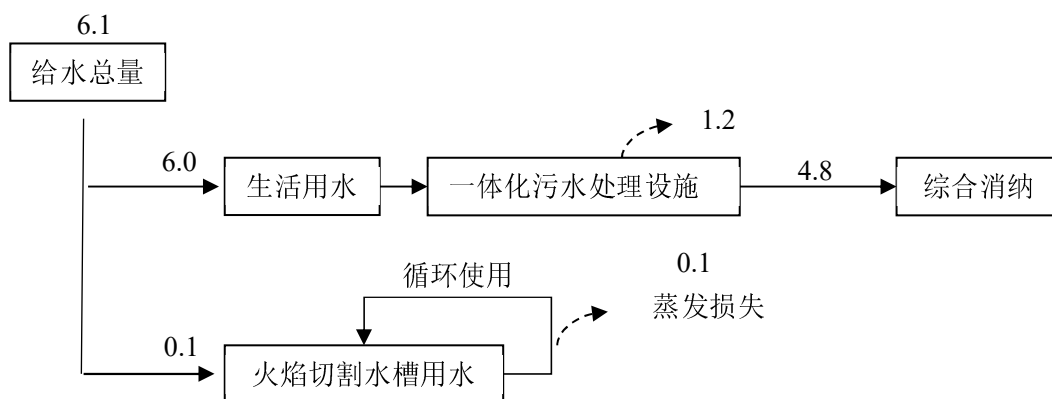 6.1
给水总量
1.2
6.0
生活用水
一体化污水处理设施
4.8
综合消纳
循环使用
0.1
蒸发损失
0.1
火焰切割水槽用水